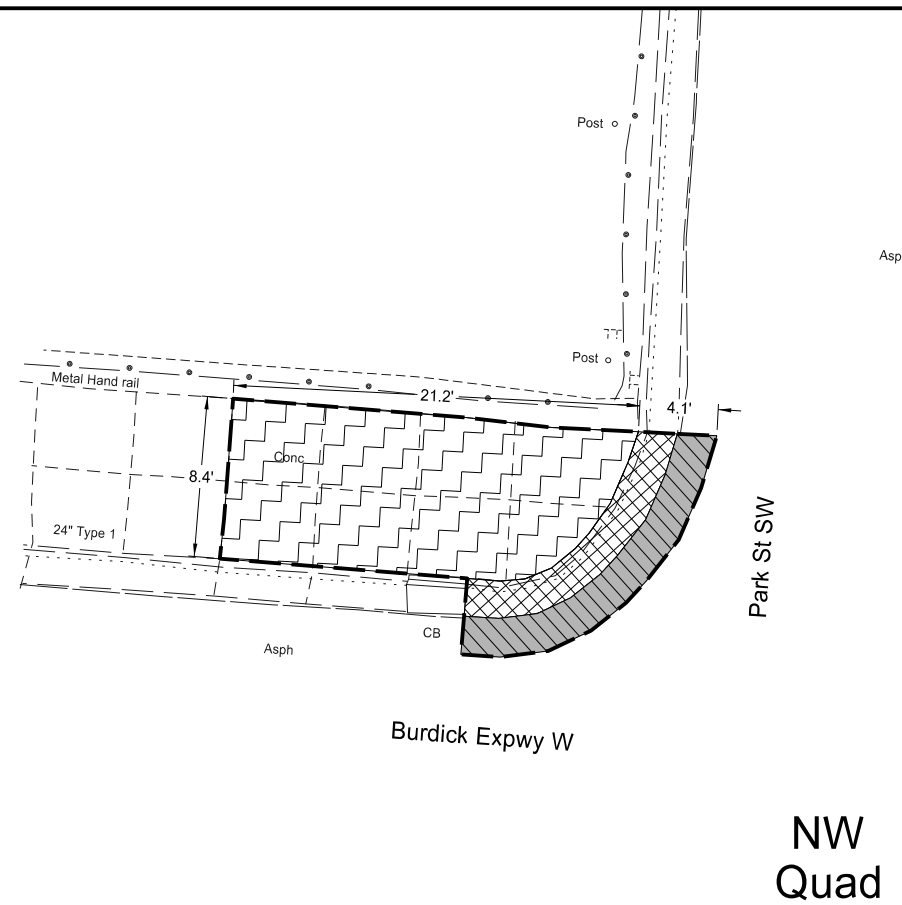 Post
Asp
Post
Metal Hand rail
21.2'
4.1'
Conc
8.4'
24" Type 1
Park St SW
CB
Asph
Burdick Expwy W
NW
Quad